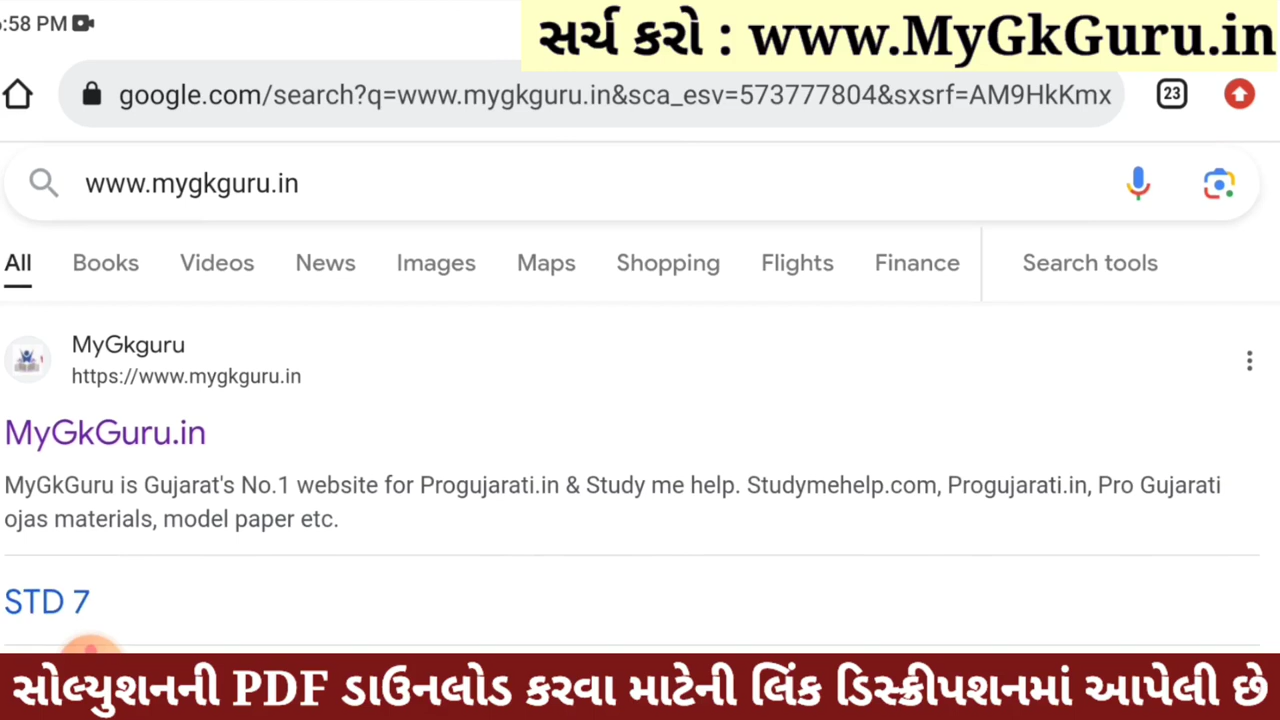 :58 PM
સર્ચ કરો : www.MyGkGuru.in
google.com/search?q=www.mygkguru.in&sca_esv=573777804&sxsrf=AM9HkKmx
23
www.mygkguru.in
All Books Videos News Images Maps Shopping Flights Finance Search tools
MyGkguru
https://www.mygkguru.in
MyGkGuru.in
MyGkGuru is Gujarat's No.1 website for Progujarati.in & Study me help. Studymehelp.com, Progujarati.in, Pro Gujarati
ojas materials, model paper etc.
STD 7
સોલ્યુશનની PDF ડાઉનલોડ કરવા માટેની લિંક ડિસ્ક્રીપશનમાં આપેલી છે